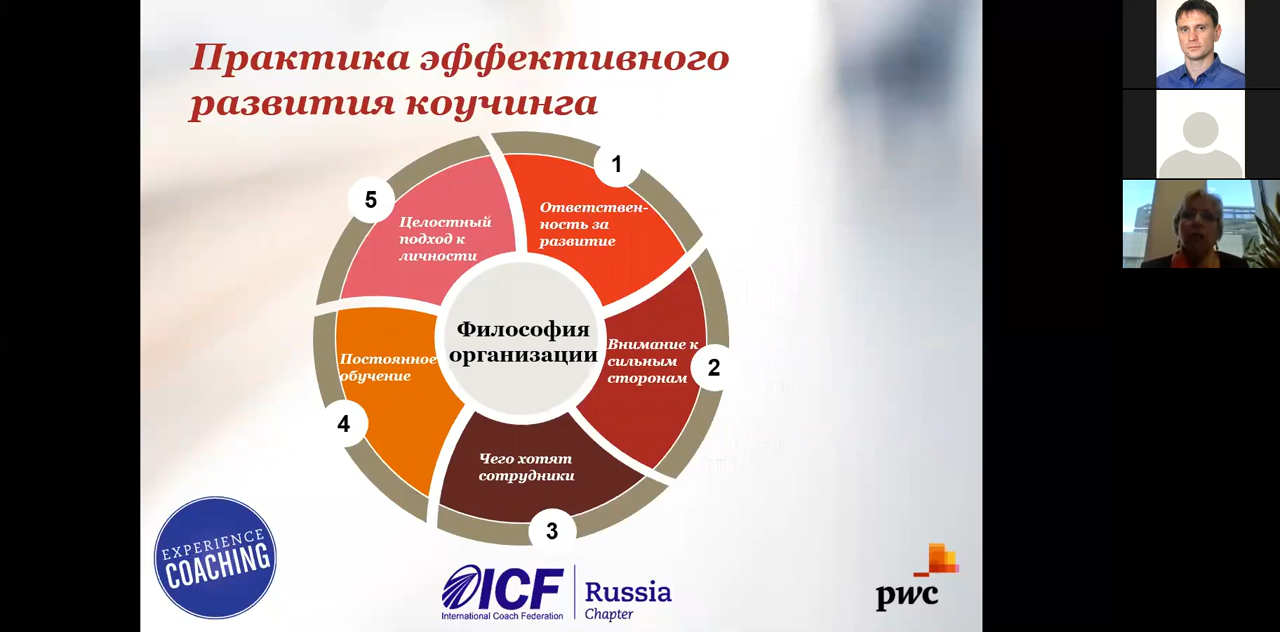 Практика эффективного
развития коучинга
1
Ответствен-
ность за
развитие
2
Внимание к
сильным
сторонам
3
Чего хотят
сотрудники
4
Постоянное
обучение
5
Целостный
подход к
личности
Философия
организации
EXPERIENCE
COACHING
ICF
International Coach Federation
Russia
Chapter
pwc